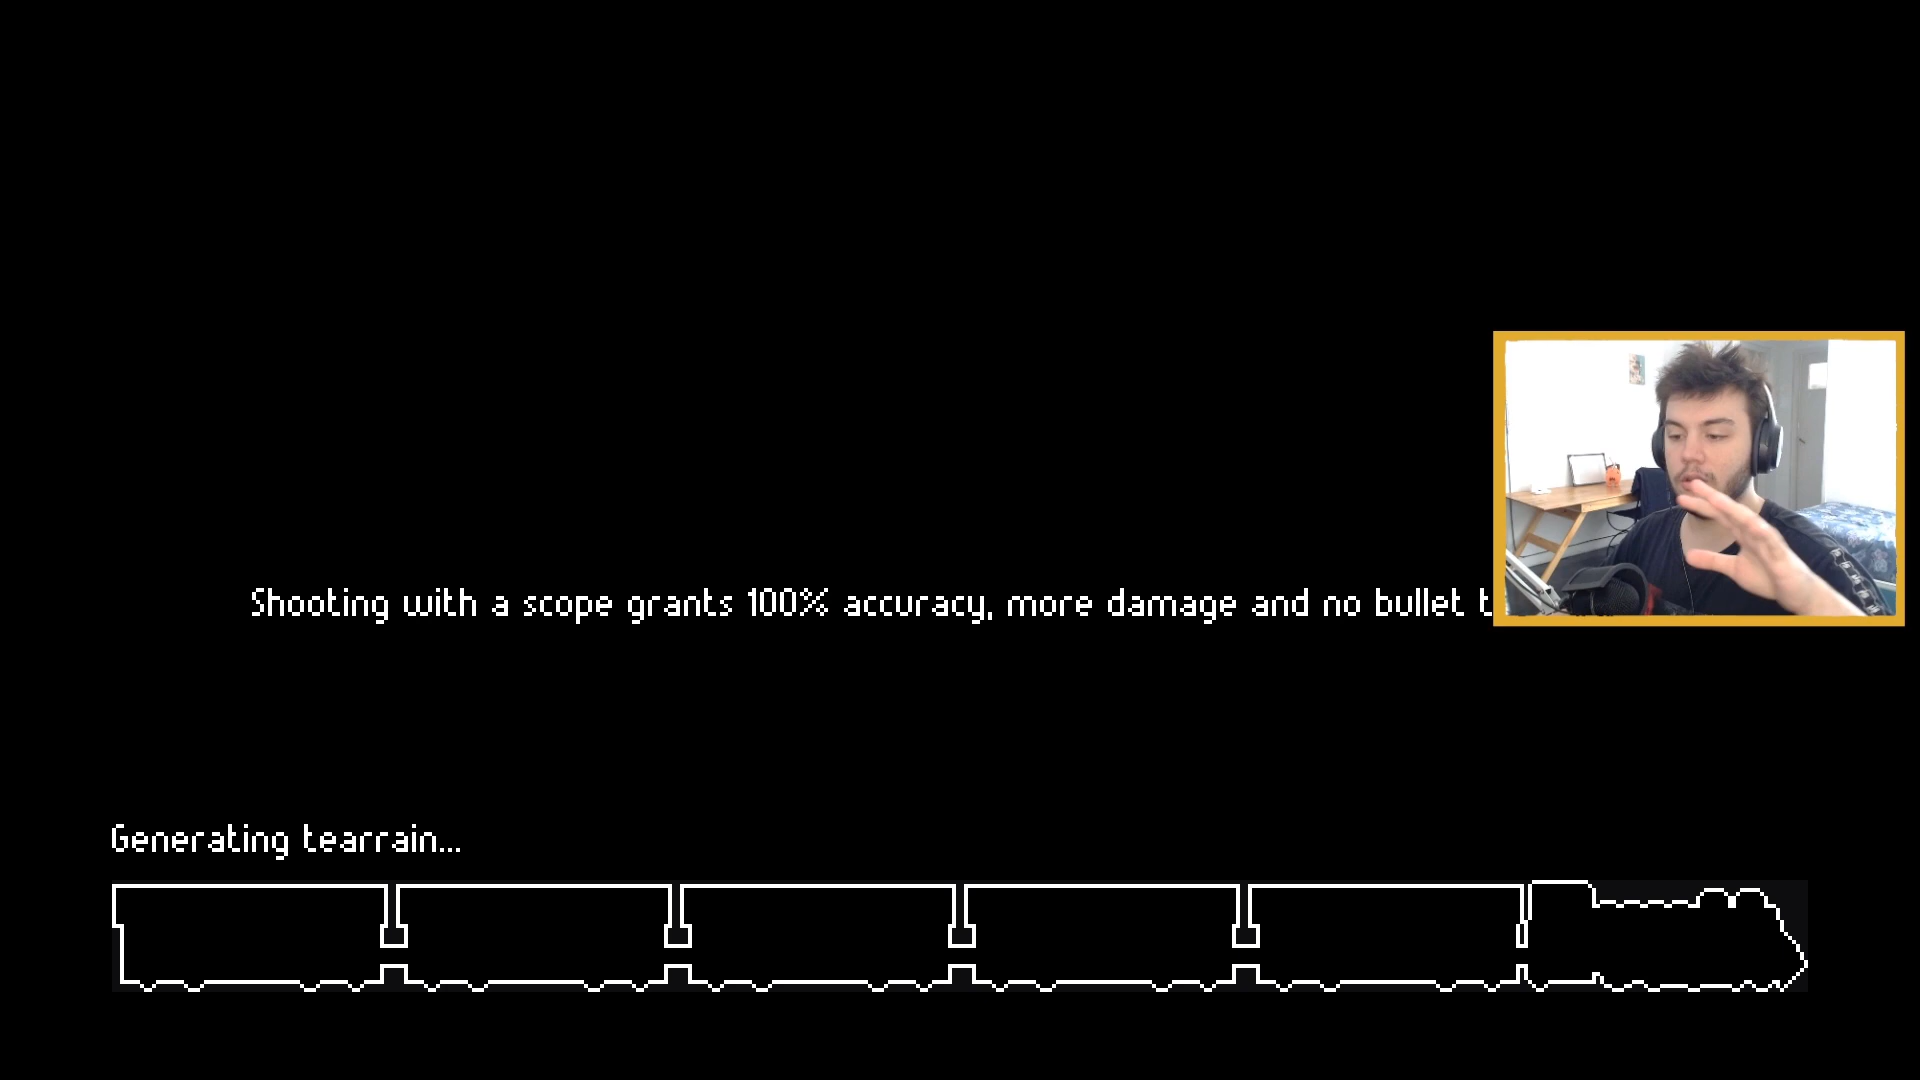 Shooting with a scope grants 100% accuracy, more damage and no bullet
Generating tearrain...